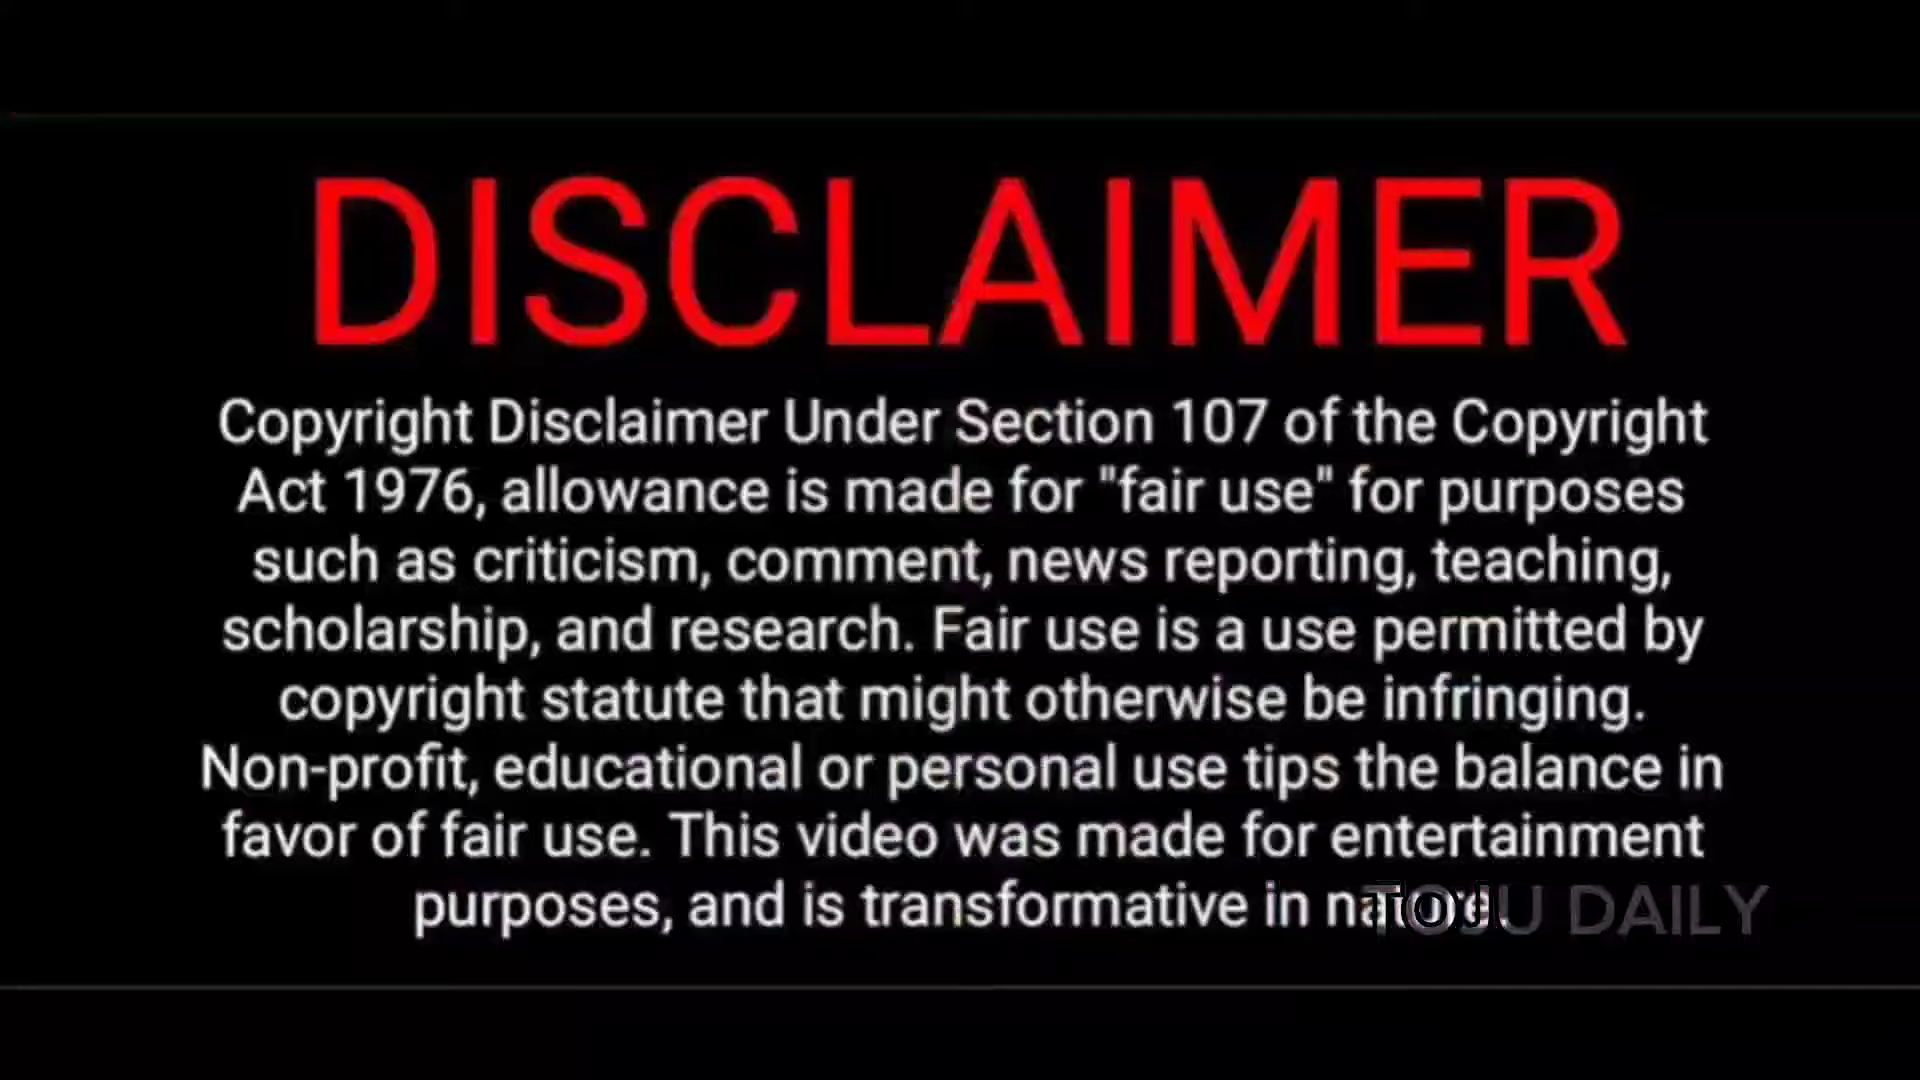 DISCLAIMER
Copyright Disclaimer Under Section 107 of the Copyright
Act 1976, allowance is made for "fair use" for purposes
such as criticism, comment, news reporting, teaching,
scholarship, and research. Fair use is a use permitted by
copyright statute that might otherwise be infringing.
Non-profit, educational or personal use tips the balance in
favor of fair use. This video was made for entertainment
purposes, and is transformative in nature.
TOJU DAILY